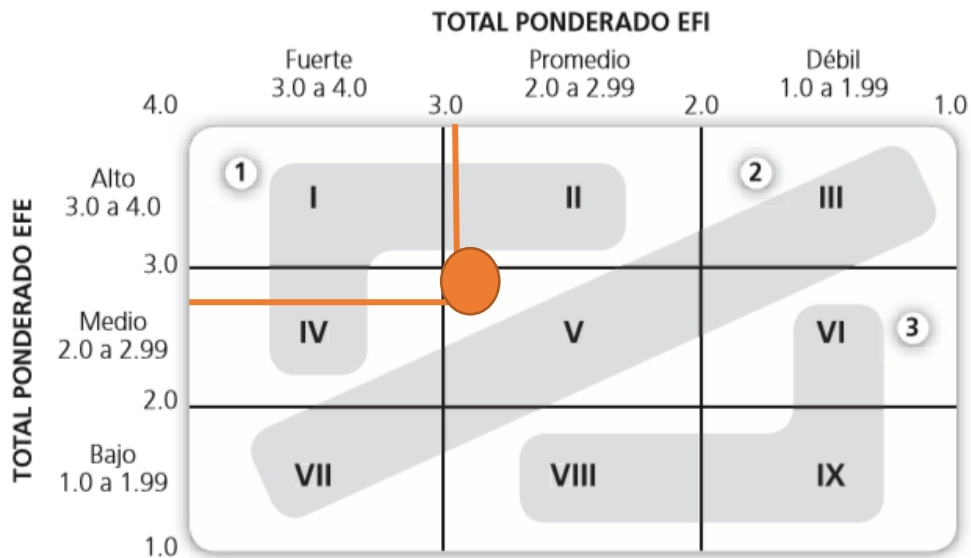 TOTAL PONDERADO EFI
Fuerte
3.0 a 4.0
Promedio
2.0 a 2.99
Débil
1.0 a 1.99
4.0
3.0
2.0
1.0
TOTAL PONDERADO EFE
Alto
3.0 a 4.0
1
I
II
2
III
3.0
Medio
2.0 a 2.99
IV
V
VI
3
2.0
Bajo
1.0 a 1.99
VII
VIII
IX
1.0